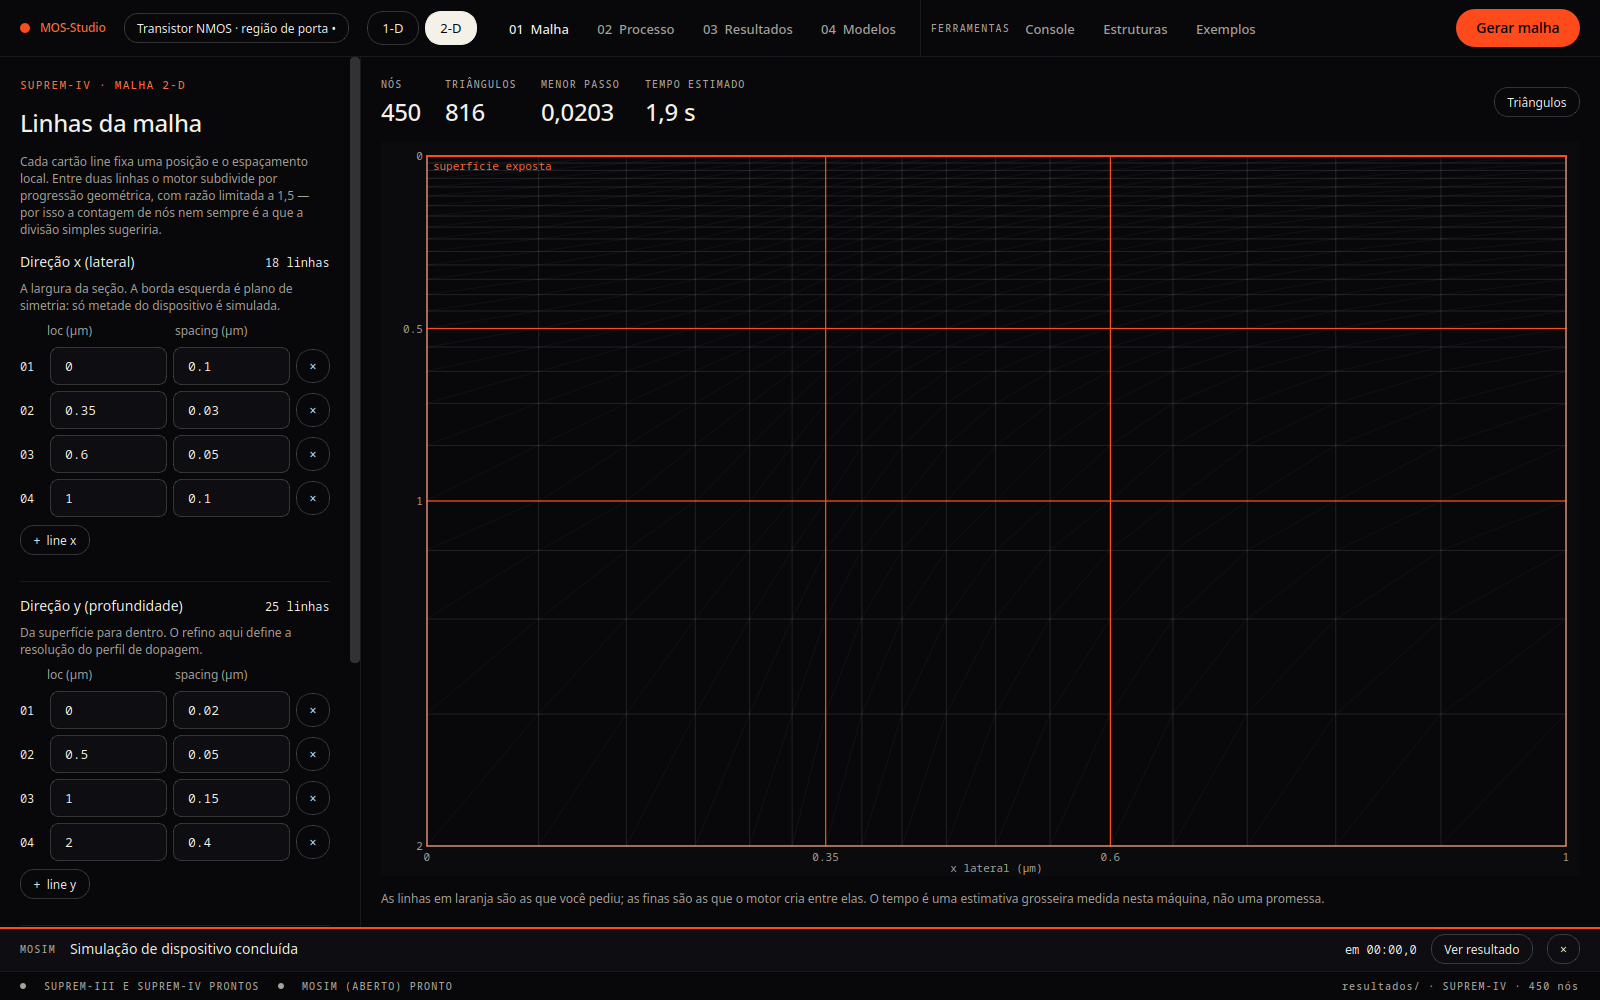 MOS-Studio
Transistor NMOS · região de porta •
1-D
2-D
01 Malha
02 Processo
03 Resultados
04 Modelos
FERRAMENTAS
Console
Estruturas
Exemplos
Gerar malha
SUPREM-IV · MALHA 2-D
Linhas da malha
Cada cartão line fixa uma posição e o espaçamento
local. Entre duas linhas o motor subdivide por
progressão geométrica, com razão limitada a 1,5 —
por isso a contagem de nós nem sempre é a que a
divisão simples sugeriria.
Direção x (lateral)
18 linhas
A largura da seção. A borda esquerda é plano de
simetria: só metade do dispositivo é simulada.
loc (µm)
spacing (µm)
01 0 0.1 ×
02 0.35 0.03 ×
03 0.6 0.05 ×
04 1 0.1 ×
+ line x
Direção y (profundidade)
25 linhas
Da superfície para dentro. O refino aqui define a
resolução do perfil de dopagem.
loc (µm)
spacing (µm)
01 0 0.02 ×
02 0.5 0.05 ×
03 1 0.15 ×
04 2 0.4 ×
+ line y
NÓS
450
TRIÂNGULOS
816
MENOR PASSO
0,0203
TEMPO ESTIMADO
1,9 s
Triângulos
superfície exposta
0
0.5
1
2
0
0.35
0.6
1
x lateral (µm)
As linhas em laranja são as que você pediu; as finas são as que o motor cria entre elas. O tempo é uma estimativa grosseira medida nesta máquina, não uma promessa.
MOSIM
Simulação de dispositivo concluída
em 00:00,0
Ver resultado
×
SUPREM-III E SUPREM-IV PRONTOS
MOSIM (ABERTO) PRONTO
resultados/ · SUPREM-IV · 450 nós